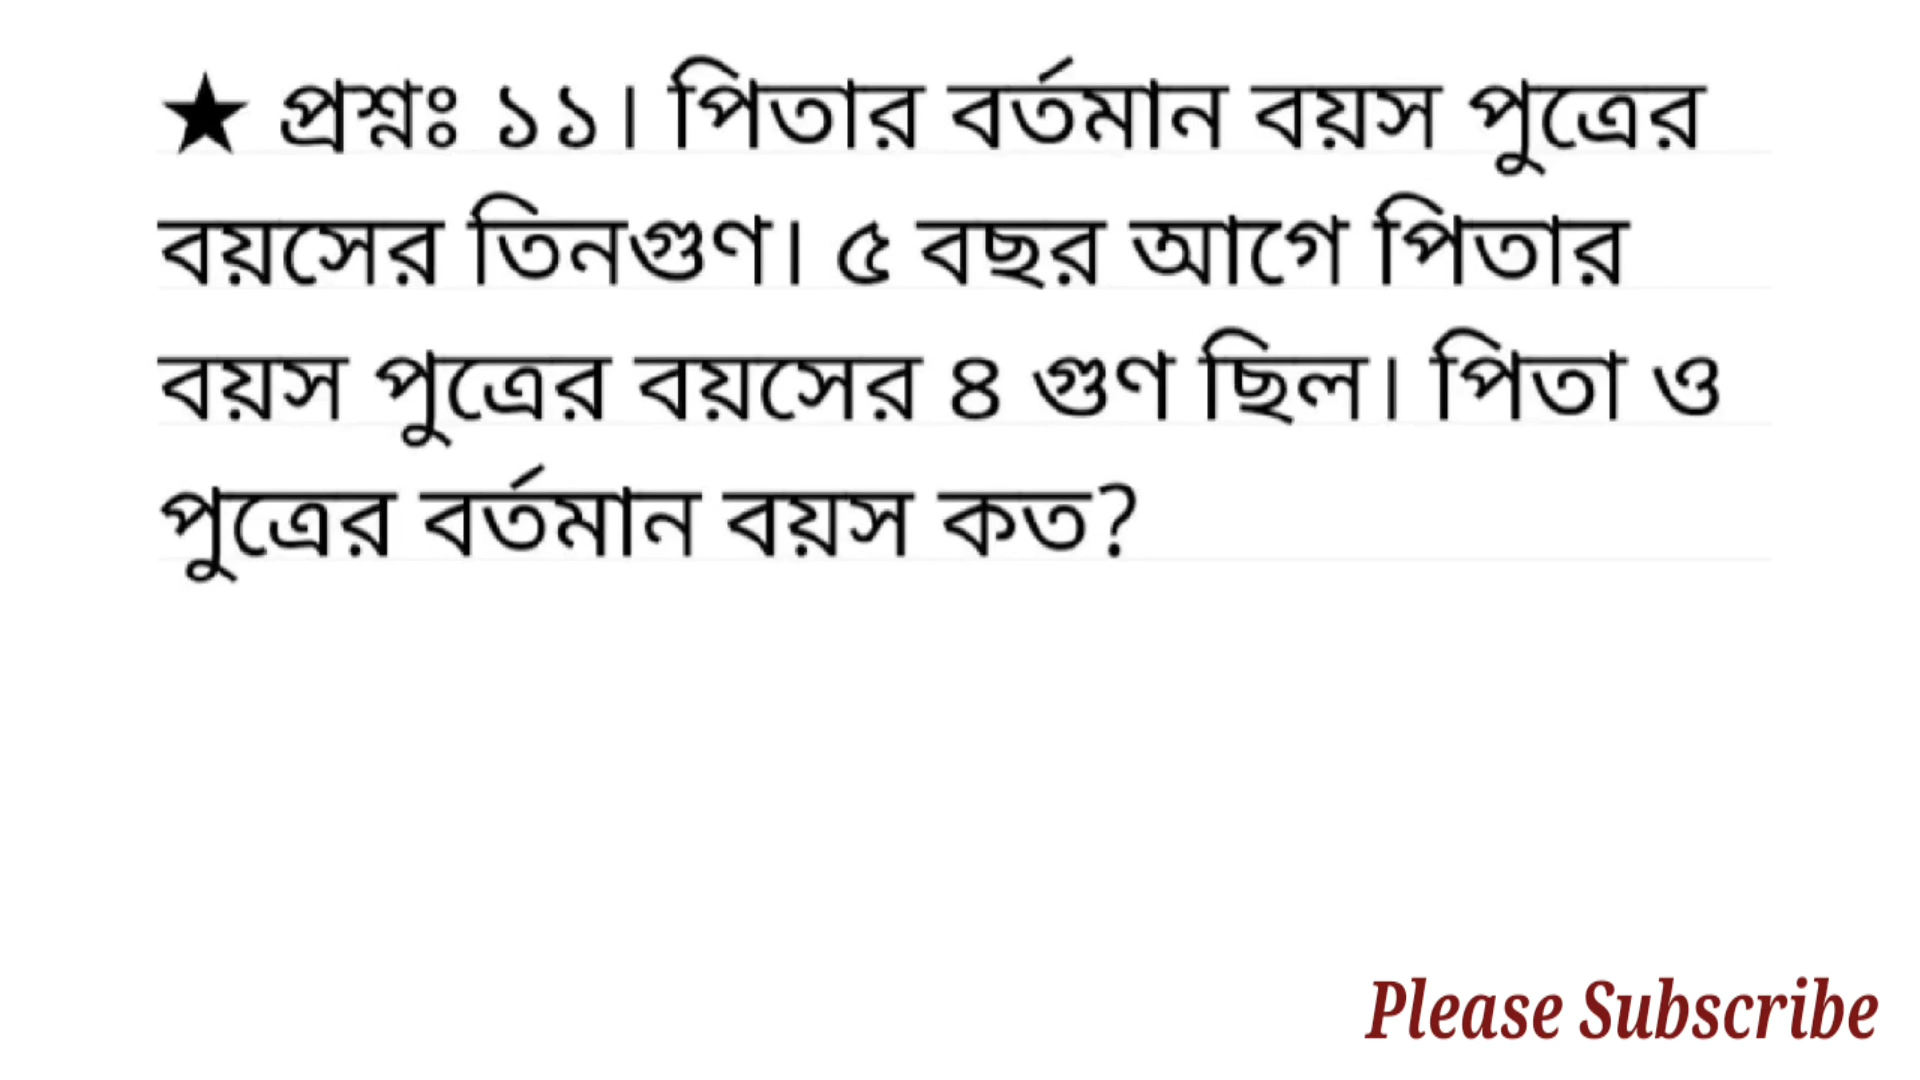 ★ প্রশ্নঃ ১১। পিতার বর্তমান বয়স পুত্রের
বয়সের তিনগুণ। ৫ বছর আগে পিতার
বয়স পুত্রের বয়সের ৪ গুণ ছিল। পিতা ও
পুত্রের বর্তমান বয়স কত?
Please Subscribe